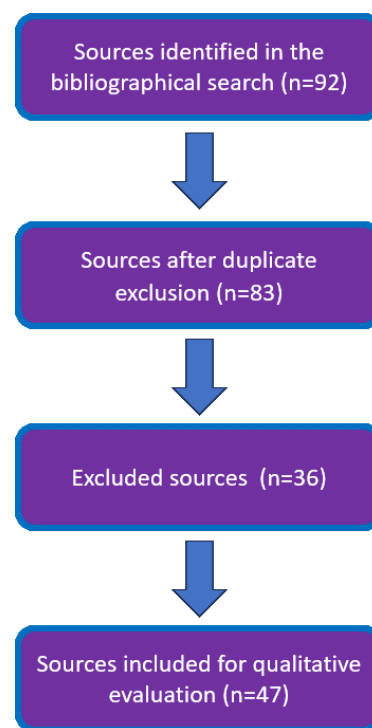 Sources identified in the
bibliographical search (n=92)
Sources after duplicate
exclusion (n=83)
Excluded sources (n=36)
Sources included for qualitative
evaluation (n=47)